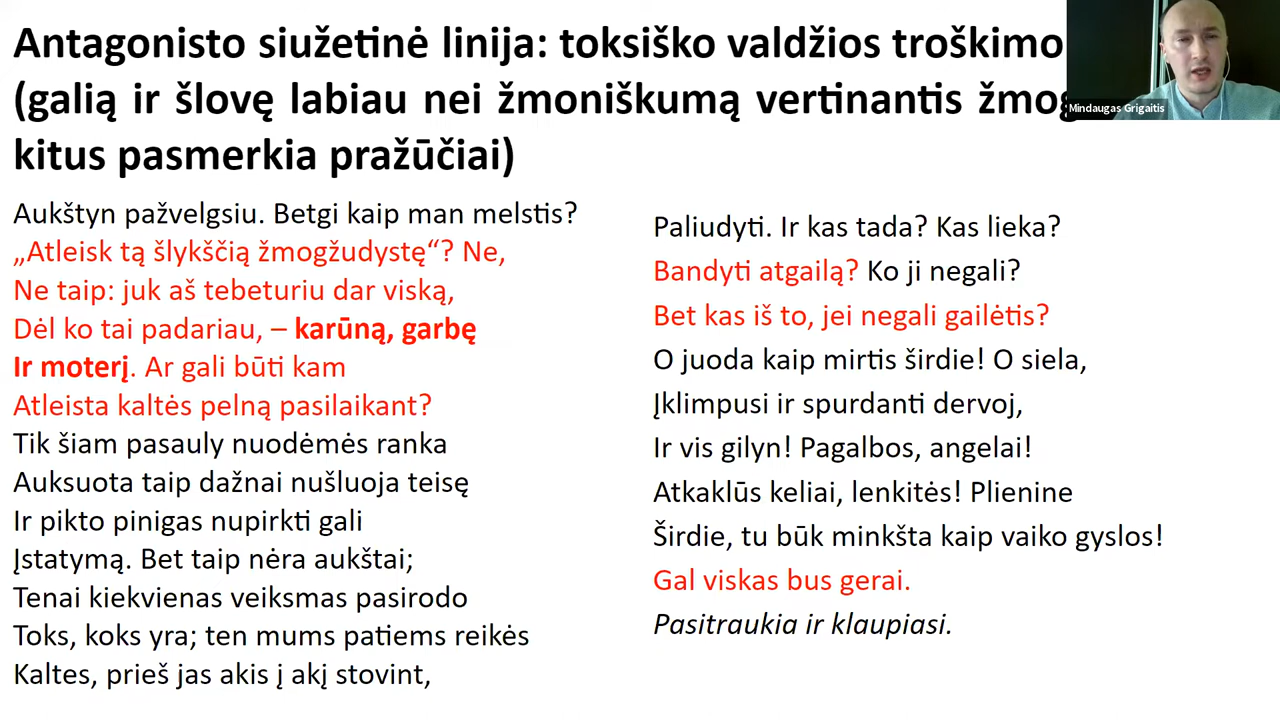 Antagonisto siužetinė linija: toksiško valdžios troškimo
(galią ir šlovę labiau nei žmoniškumą vertinantis
kitus pasmerkia pražūčiai)
Mindaugas Grigaitis
Aukštyn pažvelgsiu. Betgi kaip man melstis?
„Atleisk tą šlykščią žmogžudystę“? Ne,
Ne taip: juk aš tebeturiu dar viską,
Dėl ko tai padariau, – karūną, garbę
Ir moterį. Ar gali būti kam
Atleista kaltės pelną pasilaikant?
Tik šiam pasauly nuodėmės ranka
Auksuota taip dažnai nušluoja teisę
Ir pikto pinigas nupirkti gali
Įstatymą. Bet taip nėra aukštai;
Tenai kiekvienas veiksmas pasirodo
Toks, koks yra; ten mums patiems reikės
Kaltes, prieš jas akis į akį stovint,
Paliudyti. Ir kas tada? Kas lieka?
Bandyti atgailą? Ko ji negali?
Bet kas iš to, jei negali gailėtis?
O juoda kaip mirtis širdie! O siela,
Įklimpusi ir spurdanti dervoj,
Ir vis gilyn! Pagalbos, angelai!
Atkaklūs keliai, lenkitės! Plienine
Širdie, tu būk minkšta kaip vaiko gyslos!
Gal viskas bus gerai.
Pasitraukia ir klaupiasi.